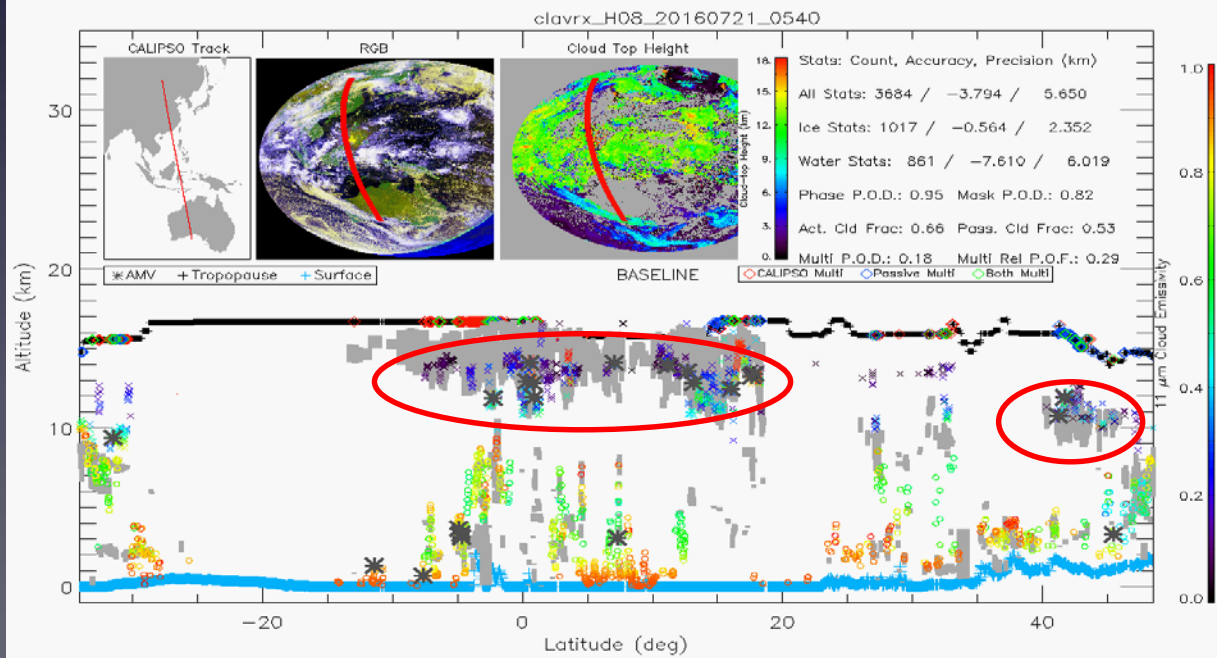 clavrx_H08_20160721_0540
CALIPSO Track
RGB
Cloud Top Height
18.
15.
12.
9.
6.
3.
0.
Cloud-top Height (km)
Stats: Count, Accuracy, Precision (km)
All Stats: 3684 / -3.794 / 5.650
Ice Stats: 1017 / -0.564 / 2.352
Water Stats: 861 / -7.610 / 6.019
Phase P.O.D.: 0.95 Mask P.O.D.: 0.82
Act. Cld Frac: 0.66 Pass. Cld Frac: 0.53
Multi P.O.D.: 0.18 Multi Rel P.O.F.: 0.29
AMV Tropopause Surface
BASELINE
CALIPSO Multi Passive Multi Both Multi
30
20
10
0
Altitude (km)
-20 0 20 40
Latitude (deg)
1.0
0.8
0.6
0.4
0.2
0.0
11 μm Cloud Emissivity